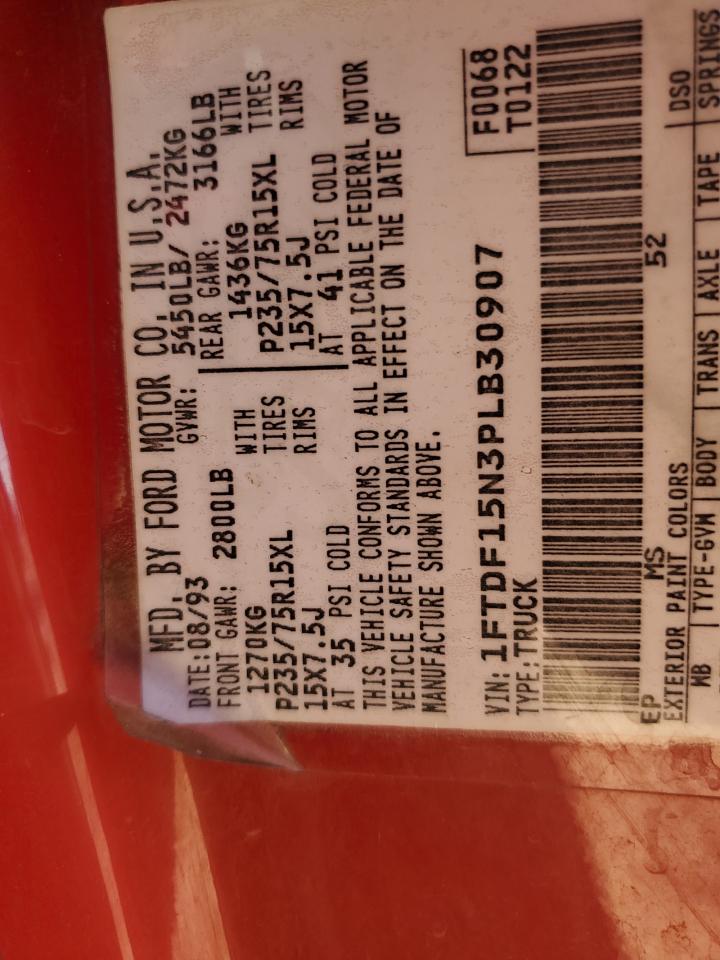 MFD. BY FORD MOTOR CO. IN U.S.A.
DATE: 08/93 GVWR: 5450LB/ 2472KG
FRONT GAWR: 2800LB REAR GAWR: 3166LB
1270KG WITH 1436KG WITH
P235/75R15XL TIRES P235/75R15XL TIRES
15X7.5J RIMS 15X7.5J RIMS
AT 35 PSI COLD AT 41 PSI COLD
THIS VEHICLE CONFORMS TO ALL APPLICABLE FEDERAL MOTOR
VEHICLE SAFETY STANDARDS IN EFFECT ON THE DATE OF
MANUFACTURE SHOWN ABOVE.
F0068
VIN: 1FTDF15N3PLB30907
T0122
TYPE: TRUCK
EP MS 52
EXTERIOR PAINT COLORS DSO
WB TYPE-GVW BODY TRANS AXLE TAPE SPRINGS